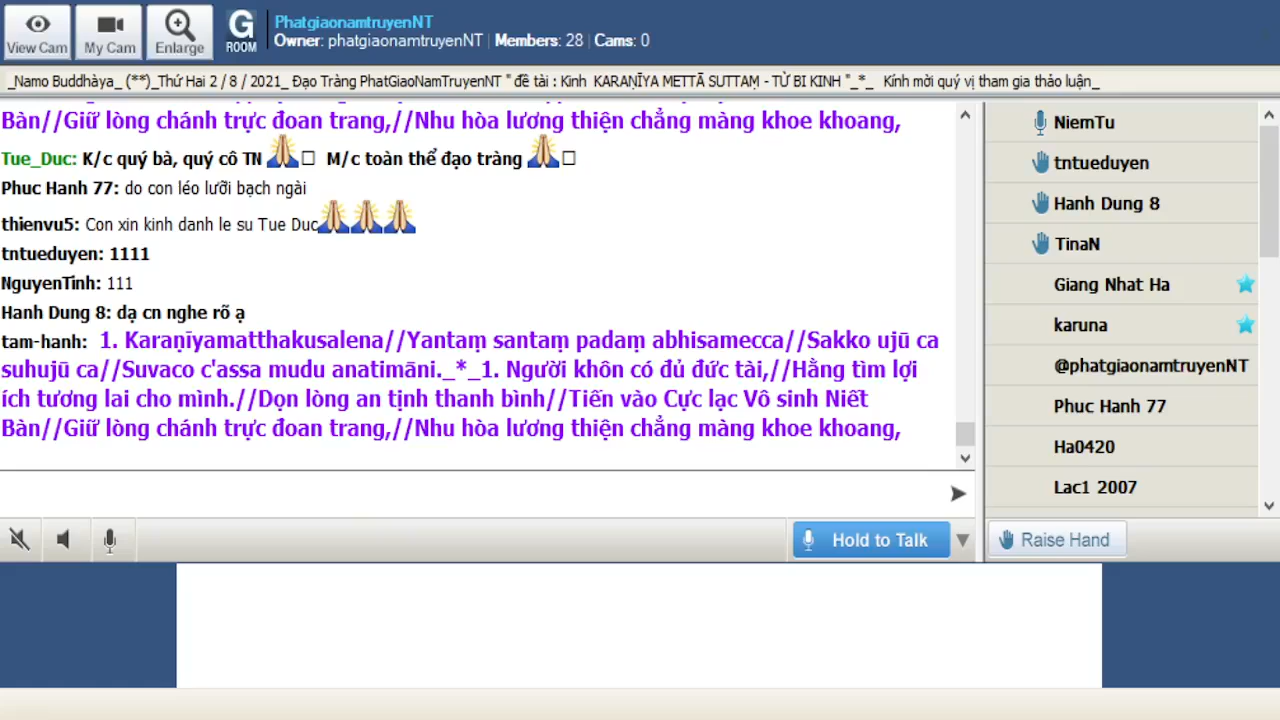 View Cam
My Cam
Enlarge
G
ROOM
PhatgiaonamtruyenNT
Owner: phatgiaonamtruyenNT | Members: 28 | Cams: 0
_Namo Buddhàya_ (**)_Thứ Hai 2 / 8 / 2021_ Đạo Tràng PhatGiaoNamTruyenNT " đề tài : Kinh KARAṆĪYA METTĀ SUTTAṂ - TỪ BI KINH "_*_ Kính mời quý vị tham gia thảo luận_
Bàn//Giữ lòng chánh trực đoan trang,//Nhu hòa lương thiện chẳng màng khoe khoang,
Tue_Duc: K/c quý bà, quý cô TN 🙏□ M/c toàn thể đạo tràng 🙏□
Phuc Hanh 77: do con léo lưỡi bạch ngài
thienvu5: Con xin kinh danh le su Tue Duc🙏🙏🙏
tntueduyen: 1111
NguyenTinh: 111
Hanh Dung 8: dạ cn nghe rõ ạ
tam-hanh: 1. Karaṇīyamatthakusalena//Yantaṃ santaṃ padaṃ abhisamecca//Sakko ujū ca
suhujū ca//Suvaco c'assa mudu anatimāni._*_1. Người khôn có đủ đức tài,//Hằng tìm lợi
ích tương lai cho mình.//Dọn lòng an tịnh thanh bình//Tiến vào Cực lạc Vô sinh Niết
Bàn//Giữ lòng chánh trực đoan trang,//Nhu hòa lương thiện chẳng màng khoe khoang,
NiemTu
tntueduyen
Hanh Dung 8
TinaN
Giang Nhat Ha
karuna
@phatgiaonamtruyenNT
Phuc Hanh 77
Ha0420
Lac1 2007
Hold to Talk
Raise Hand